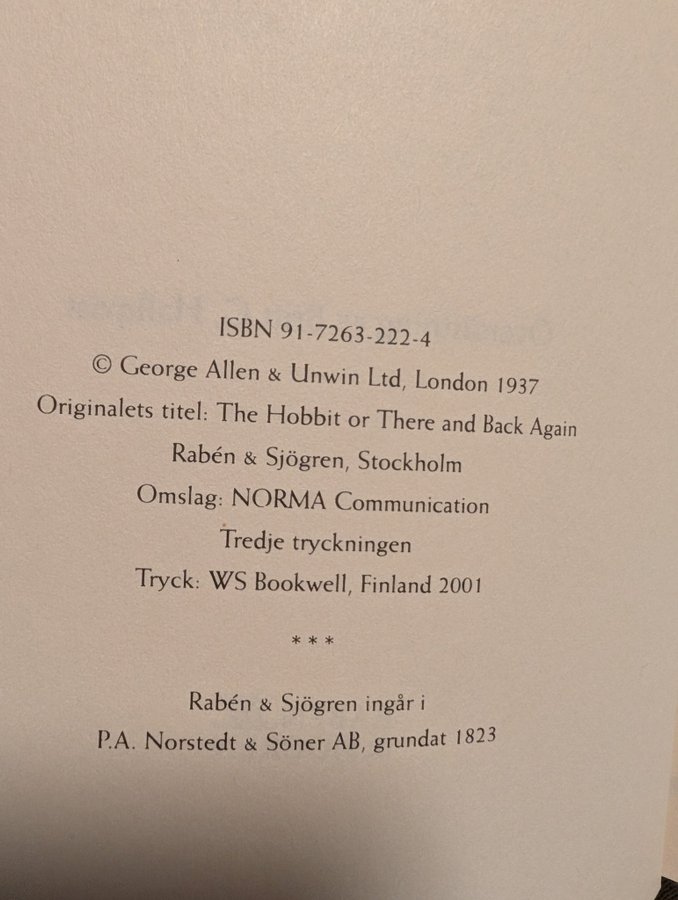 ISBN 91-7263-222-4
© George Allen & Unwin Ltd, London 1937
Originalets titel: The Hobbit or There and Back Again
Rabén & Sjögren, Stockholm
Omslag: NORMA Communication
Tredje tryckningen
Tryck: WS Bookwell, Finland 2001
* * *
Rabén & Sjögren ingår i
P.A. Norstedt & Söner AB, grundat 1823